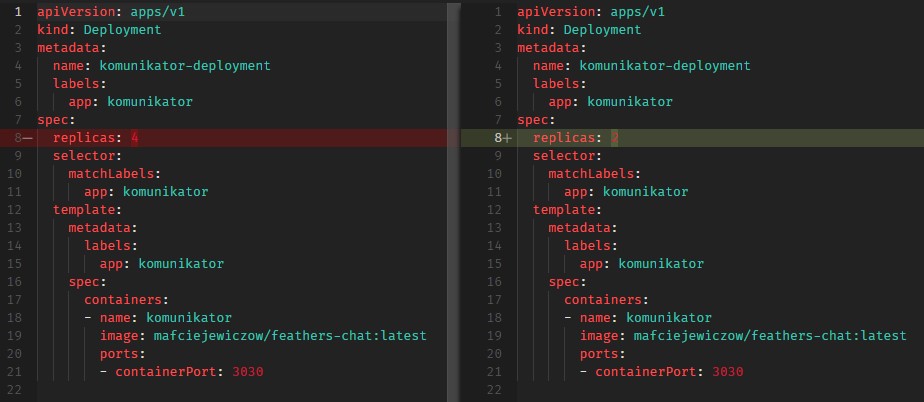 1 apiVersion: apps/v1
2 kind: Deployment
3 metadata:
4 name: komunikator-deployment
5 labels:
6 app: komunikator
7 spec:
8− replicas: 4
9 selector:
10 matchLabels:
11 app: komunikator
12 template:
13 metadata:
14 labels:
15 app: komunikator
16 spec:
17 containers:
18 - name: komunikator
19 image: mafciejewiczow/feathers-chat:latest
20 ports:
21 - containerPort: 3030
22
1 apiVersion: apps/v1
2 kind: Deployment
3 metadata:
4 name: komunikator-deployment
5 labels:
6 app: komunikator
7 spec:
8+ replicas:
9 selector:
10 matchLabels:
11 app: komunikator
12 template:
13 metadata:
14 labels:
15 app: komunikator
16 spec:
17 containers:
18 - name: komunikator
19 image: mafciejewiczow/feathers-chat:latest
20 ports:
21 - containerPort: 3030
22